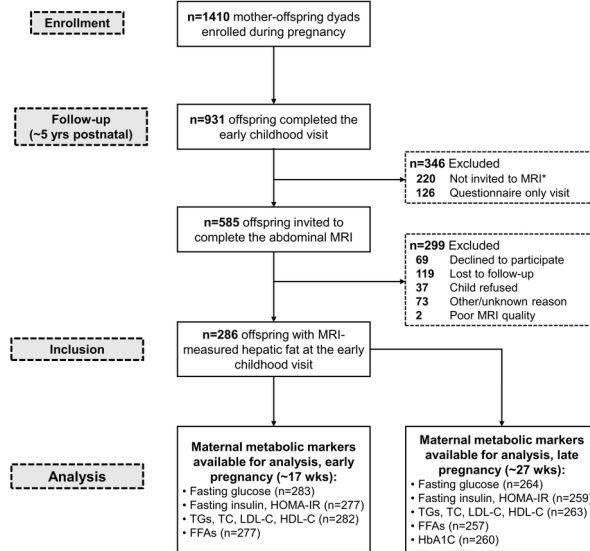 Enrollment
n=1410 mother-offspring dyads
enrolled during pregnancy
Follow-up
(~5 yrs postnatal)
n=931 offspring completed the
early childhood visit
n=346 Excluded
220 Not invited to MRI*
126 Questionnaire only visit
n=585 offspring invited to
complete the abdominal MRI
n=299 Excluded
69 Declined to participate
119 Lost to follow-up
37 Child refused
73 Other/unknown reason
2 Poor MRI quality
Inclusion
n=286 offspring with MRI-
measured hepatic fat at the early
childhood visit
Analysis
Maternal metabolic markers
available for analysis, early
pregnancy (~17 wks):
• Fasting glucose (n=283)
• Fasting insulin, HOMA-IR (n=277)
• TGs, TC, LDL-C, HDL-C (n=282)
• FFAs (n=277)
Maternal metabolic markers
available for analysis, late
pregnancy (~27 wks):
• Fasting glucose (n=264)
• Fasting insulin, HOMA-IR (n=259)
• TGs, TC, LDL-C, HDL-C (n=263)
• FFAs (n=257)
• HbA1C (n=260)